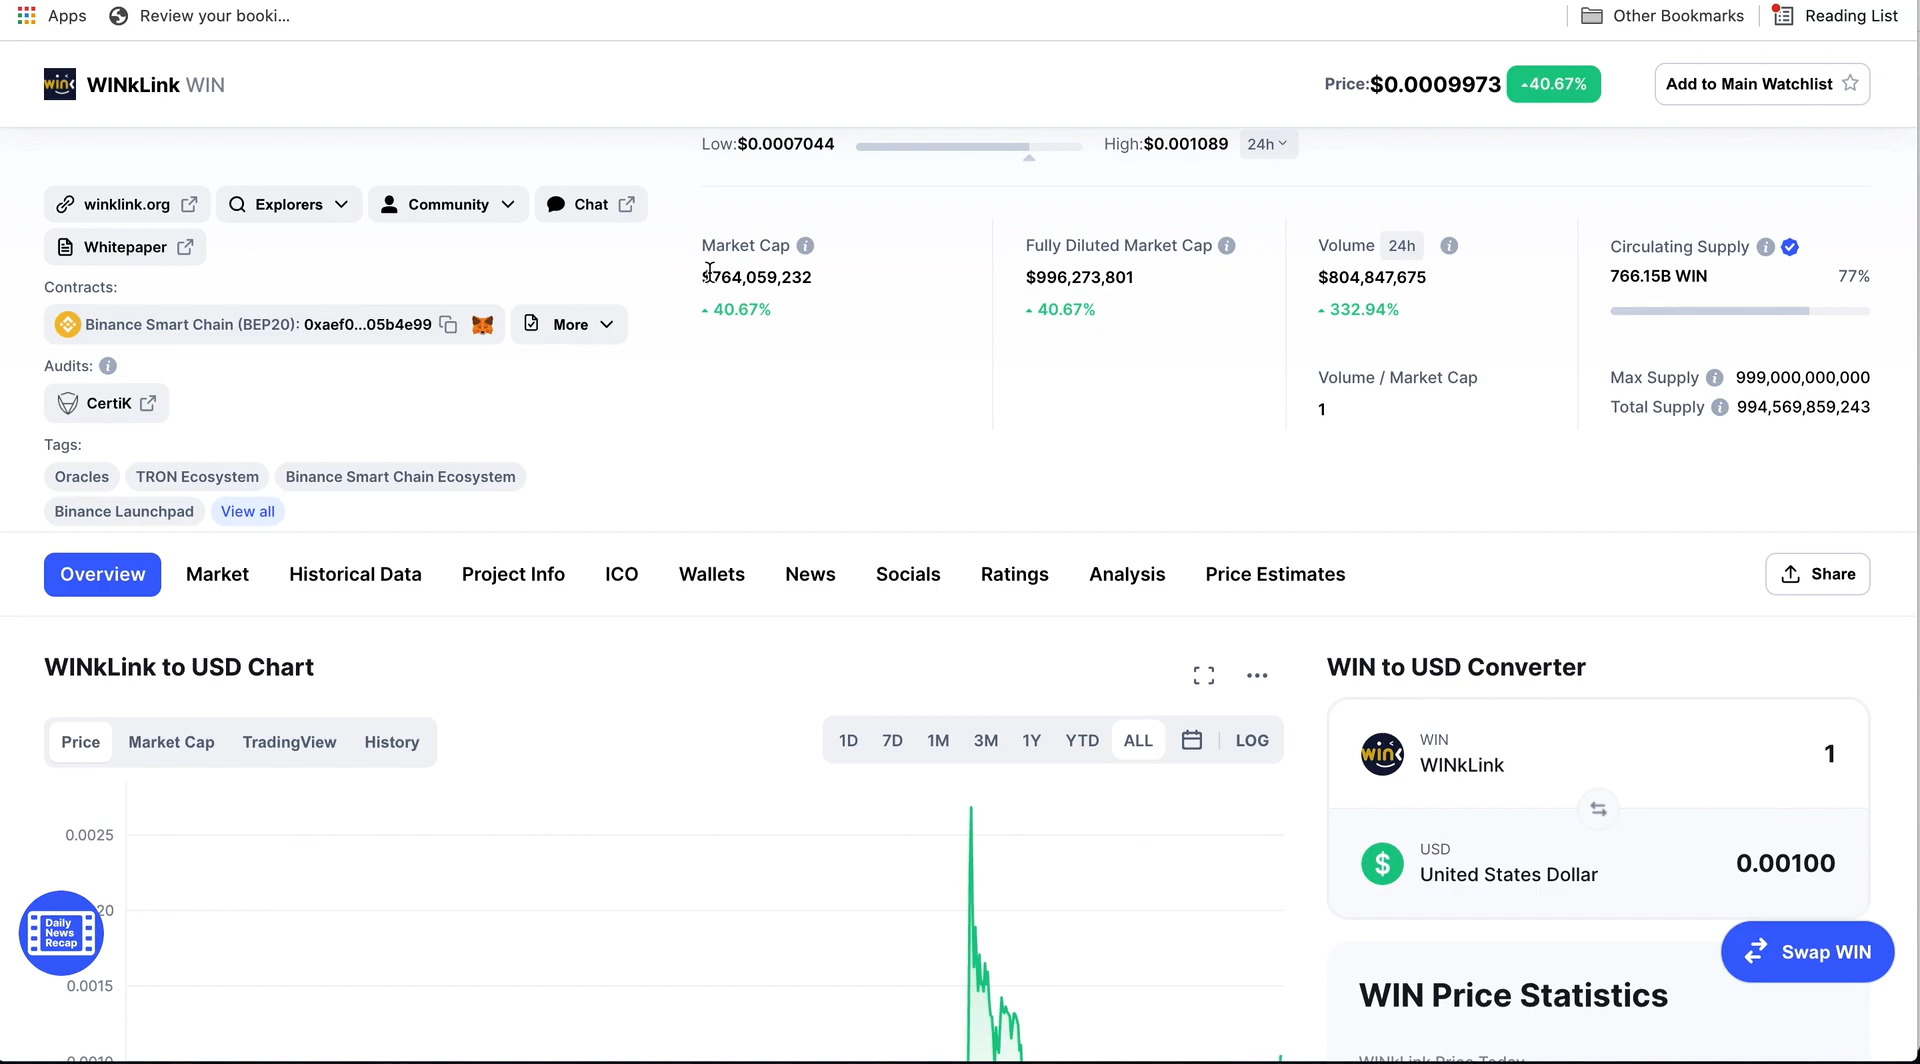 Apps
Review your booki...
Other Bookmarks
Reading List
WINkLink WIN
Price:$0.0009973
40.67%
Add to Main Watchlist
Low:$0.0007044
High:$0.001089
24h
winklink.org
Explorers
Community
Chat
Whitepaper
Contracts:
Binance Smart Chain (BEP20): 0xaef0...05b4e99
More
Audits:
CertiK
Tags:
Oracles
TRON Ecosystem
Binance Smart Chain Ecosystem
Binance Launchpad
View all
Market Cap
$764,059,232
40.67%
Fully Diluted Market Cap
$996,273,801
40.67%
Volume 24h
$804,847,675
332.94%
Volume / Market Cap
1
Circulating Supply
766.15B WIN 77%
Max Supply 999,000,000,000
Total Supply 994,569,859,243
Overview
Market
Historical Data
Project Info
ICO
Wallets
News
Socials
Ratings
Analysis
Price Estimates
Share
WINkLink to USD Chart
Price
Market Cap
TradingView
History
1D
7D
1M
3M
1Y
YTD
ALL
LOG
0.0025
20
0.0015
0.0010
Daily
News
Recap
WIN to USD Converter
win
WIN
WINkLink
1
USD
United States Dollar
0.00100
Swap WIN
WIN Price Statistics
WINkLink Price Today